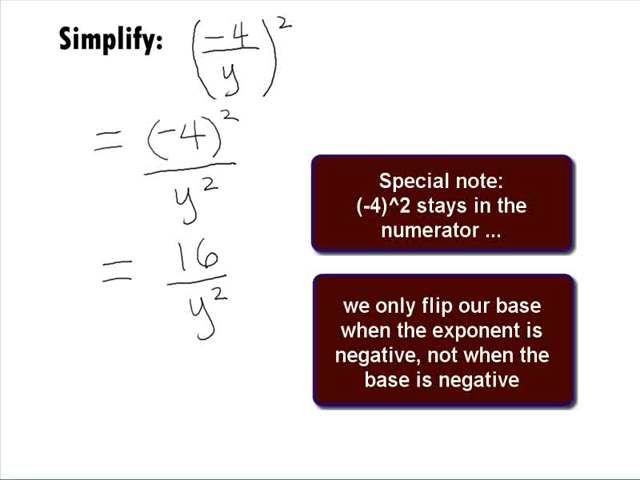 Simplify: (-4/y)^2
= (-4)^2/y^2
= 16/y^2
Special note:
(-4)^2 stays in the
numerator ...
we only flip our base
when the exponent is
negative, not when the
base is negative